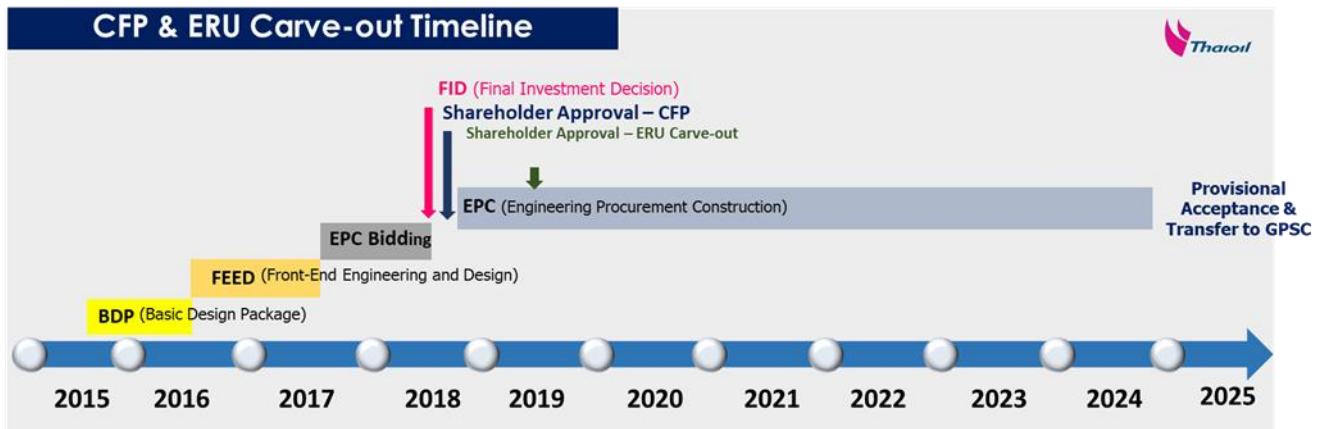 CFP & ERU Carve-out Timeline
Thaioil
FID (Final Investment Decision)
Shareholder Approval – CFP
Shareholder Approval – ERU Carve-out
EPC (Engineering Procurement Construction)
Provisional
Acceptance &
Transfer to GPSC
EPC Bidding
FEED (Front-End Engineering and Design)
BDP (Basic Design Package)
2015 2016 2017 2018 2019 2020 2021 2022 2023 2024 2025